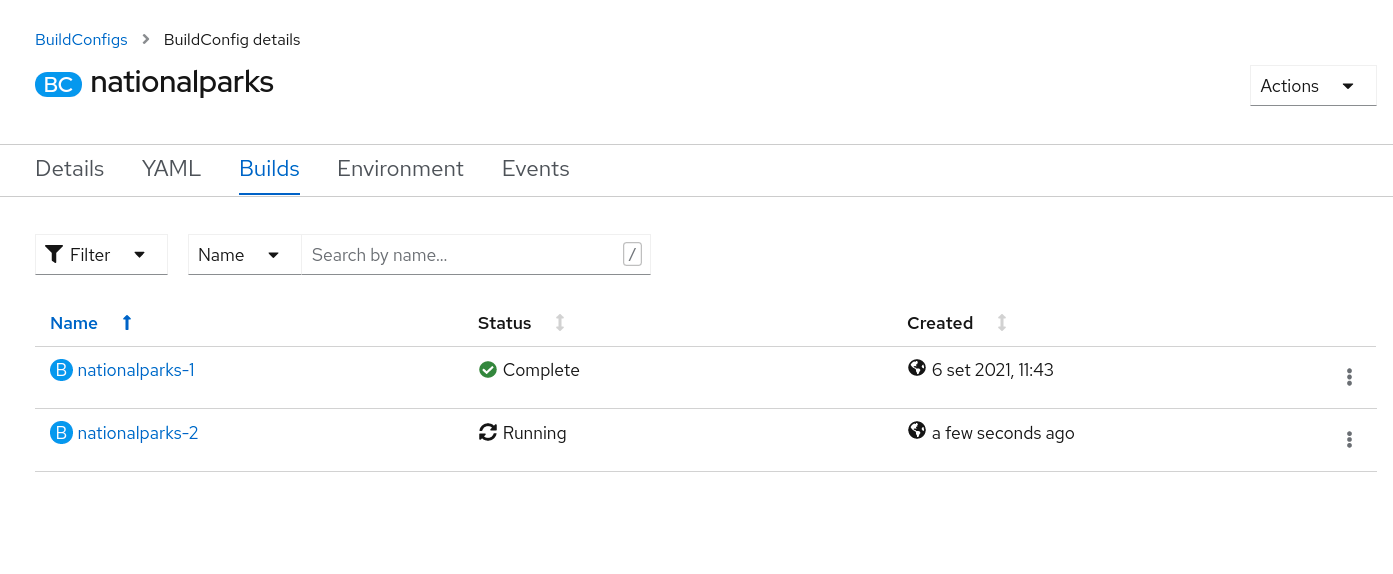 BuildConfigs > BuildConfig details
BC nationalparks
Actions
Details YAML Builds Environment Events
Filter Name Search by name... /
Name Status Created
B nationalparks-1 Complete 6 set 2021, 11:43
B nationalparks-2 Running a few seconds ago